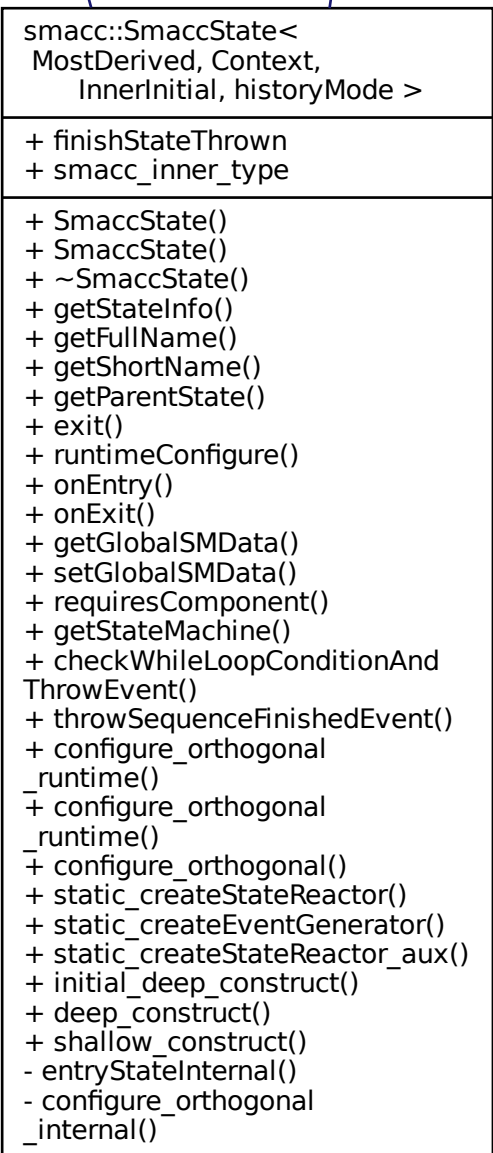 smacc::SmaccState<
MostDerived, Context,
InnerInitial, historyMode >
+ finishStateThrown
+ smacc_inner_type
+ SmaccState()
+ SmaccState()
+ ~SmaccState()
+ getStateInfo()
+ getFullName()
+ getShortName()
+ getParentState()
+ exit()
+ runtimeConfigure()
+ onEntry()
+ onExit()
+ getGlobalSMData()
+ setGlobalSMData()
+ requiresComponent()
+ getStateMachine()
+ checkWhileLoopConditionAnd
ThrowEvent()
+ throwSequenceFinishedEvent()
+ configure_orthogonal
_runtime()
+ configure_orthogonal
_runtime()
+ configure_orthogonal()
+ static_createStateReactor()
+ static_createEventGenerator()
+ static_createStateReactor_aux()
+ initial_deep_construct()
+ deep_construct()
+ shallow_construct()
- entryStateInternal()
- configure_orthogonal
_internal()